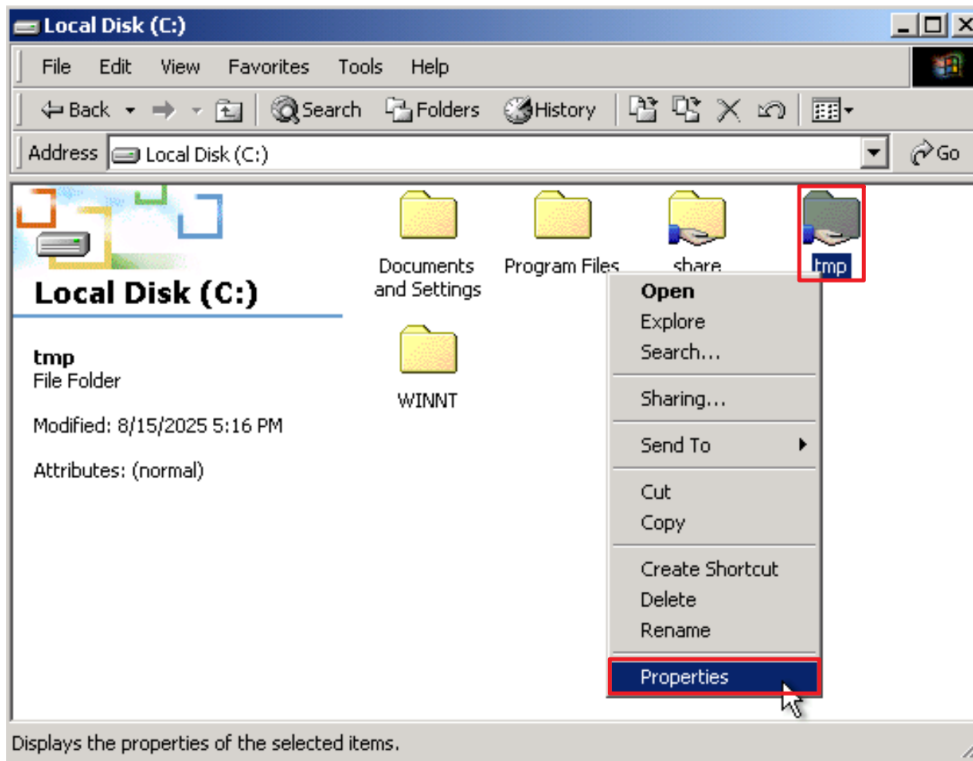 Local Disk (C:)
File Edit View Favorites Tools Help
Back Search Folders History
Address Local Disk (C:) Go
Local Disk (C:)
tmp
File Folder
Modified: 8/15/2025 5:16 PM
Attributes: (normal)
Documents
and Settings
Program Files
share
tmp
WINNT
Open
Explore
Search...
Sharing...
Send To
Cut
Copy
Create Shortcut
Delete
Rename
Properties
Displays the properties of the selected items.